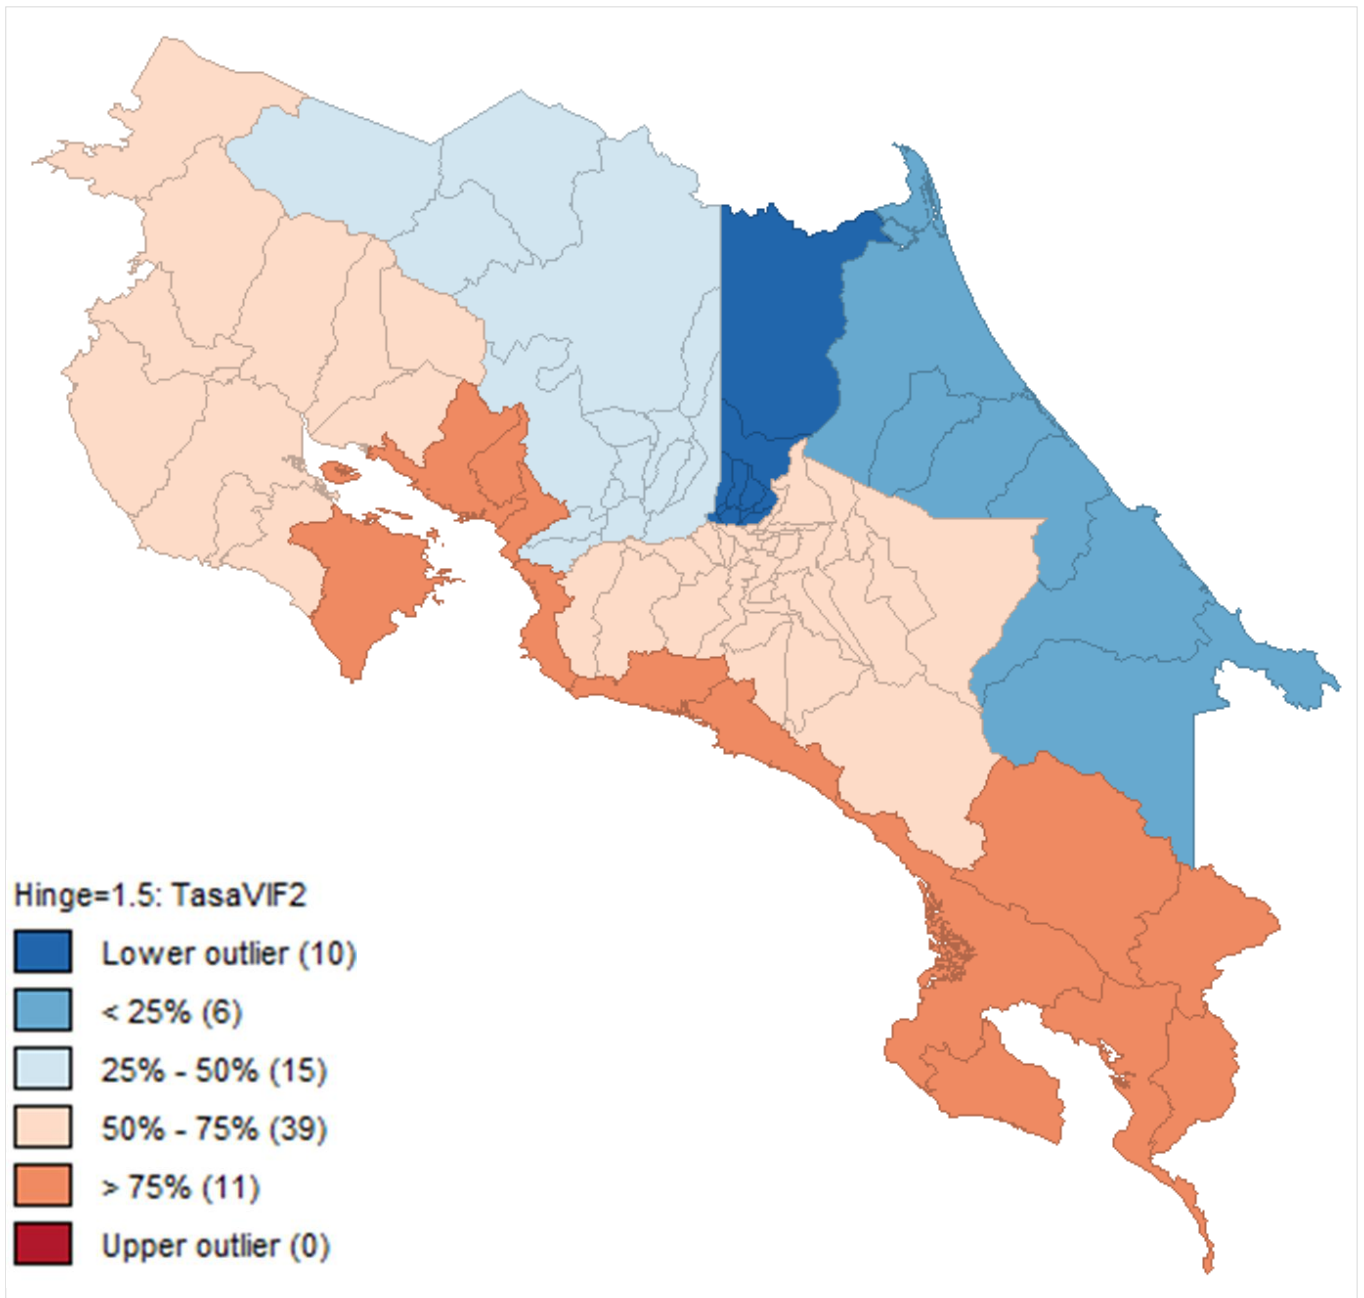 Hinge=1.5: TasaVIF2
Lower outlier (10)
< 25% (6)
25% - 50% (15)
50% - 75% (39)
> 75% (11)
Upper outlier (0)